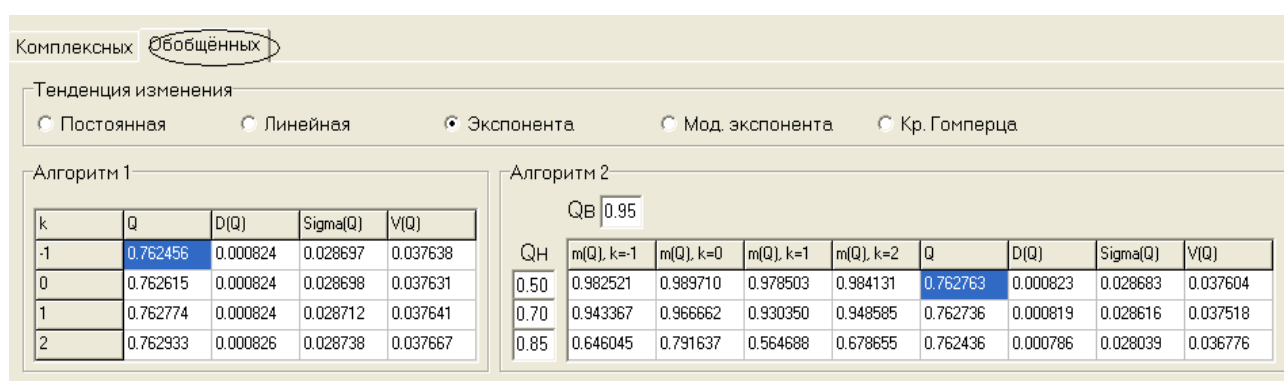 Комплексных Обобщённых
Тенденция изменения
Постоянная Линейная Экспонента Мод. экспонента Кр. Гомперца
Алгоритм 1
k Q D(Q) Sigma(Q) V(Q)
-1 0.762456 0.000824 0.028697 0.037638
0 0.762615 0.000824 0.028698 0.037631
1 0.762774 0.000824 0.028712 0.037641
2 0.762933 0.000826 0.028738 0.037667
Алгоритм 2
Qв 0.95
Qн m(Q), k=-1 m(Q), k=0 m(Q), k=1 m(Q), k=2 Q D(Q) Sigma(Q) V(Q)
0.50 0.982521 0.989710 0.978503 0.984131 0.762763 0.000823 0.028683 0.037604
0.70 0.943367 0.966662 0.930350 0.948585 0.762736 0.000819 0.028616 0.037518
0.85 0.646045 0.791637 0.564688 0.678655 0.762436 0.000786 0.028039 0.036776